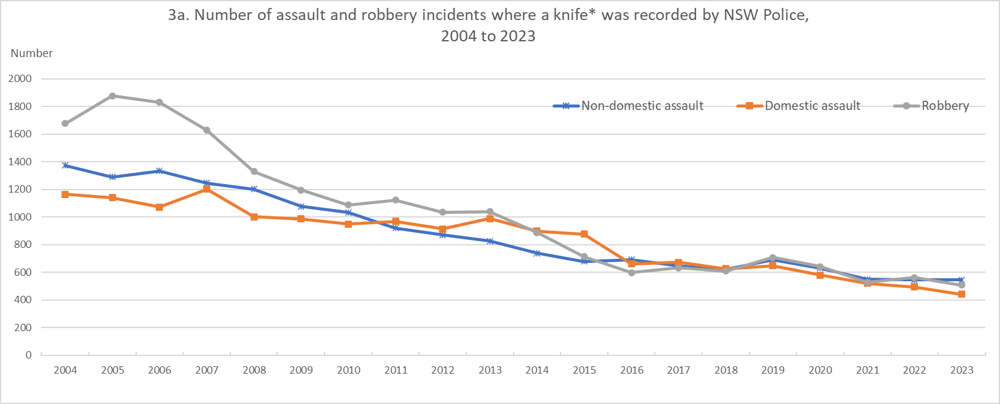 3a. Number of assault and robbery incidents where a knife* was recorded by NSW Police,
2004 to 2023
Number
2000
1800
Non-domestic assault Domestic assault Robbery
1600
1400
1200
1000
800
600
400
200
0
2004 2005 2006 2007 2008 2009 2010 2011 2012 2013 2014 2015 2016 2017 2018 2019 2020 2021 2022 2023